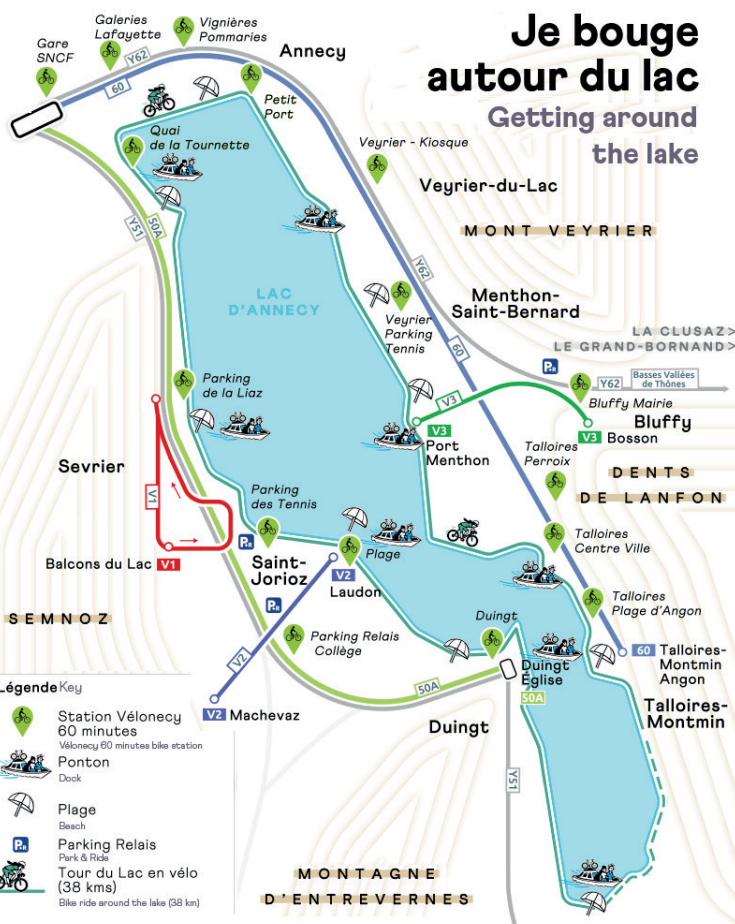 Je bouge
autour du lac
Getting around
the lake
Gare
SNCF
Galeries
Lafayette
Vignières
Pommaries
Annecy
Y62
60
Petit
Port
Quai
de la Tournette
Veyrier - Kiosque
Veyrier-du-Lac
MONT VEYRIER
Y51
50A
Y62
LAC
D'ANNECY
Menthon-
Saint-Bernard
Veyrier
Parking
Tennis
60
LA CLUSAZ>
LE GRAND-BORNAND>
P+R
Y62
Basses Vallées
de Thônes
Parking
de la Liaz
V3
Bluffy Mairie
Bluffy
V3 Bosson
V3
Port
Menthon
Talloires
Perroix
DENTS
DE LANFON
Sevrier
V1
Parking
des Tennis
Talloires
Centre Ville
P+R
Balcons du Lac V1
Saint-
Jorioz
Plage
V2
Laudon
P+R
Talloires
Plage d'Angon
SEMNOZ
Duingt
Parking Relais
Collège
V2
60 Talloires-
Montmin
Angon
Duingt
Église
50A
50A
Talloires-
Montmin
V2 Machevaz
Duingt
Y51
Légende Key
Station Vélonecy
60 minutes
Vélonecy 60 minutes bike station
Ponton
Dock
Plage
Beach
P+R
Parking Relais
Park & Ride
Tour du Lac en vélo
(38 kms)
Bike ride around the lake (38 km)
MONTAGNE
D'ENTREVERNES